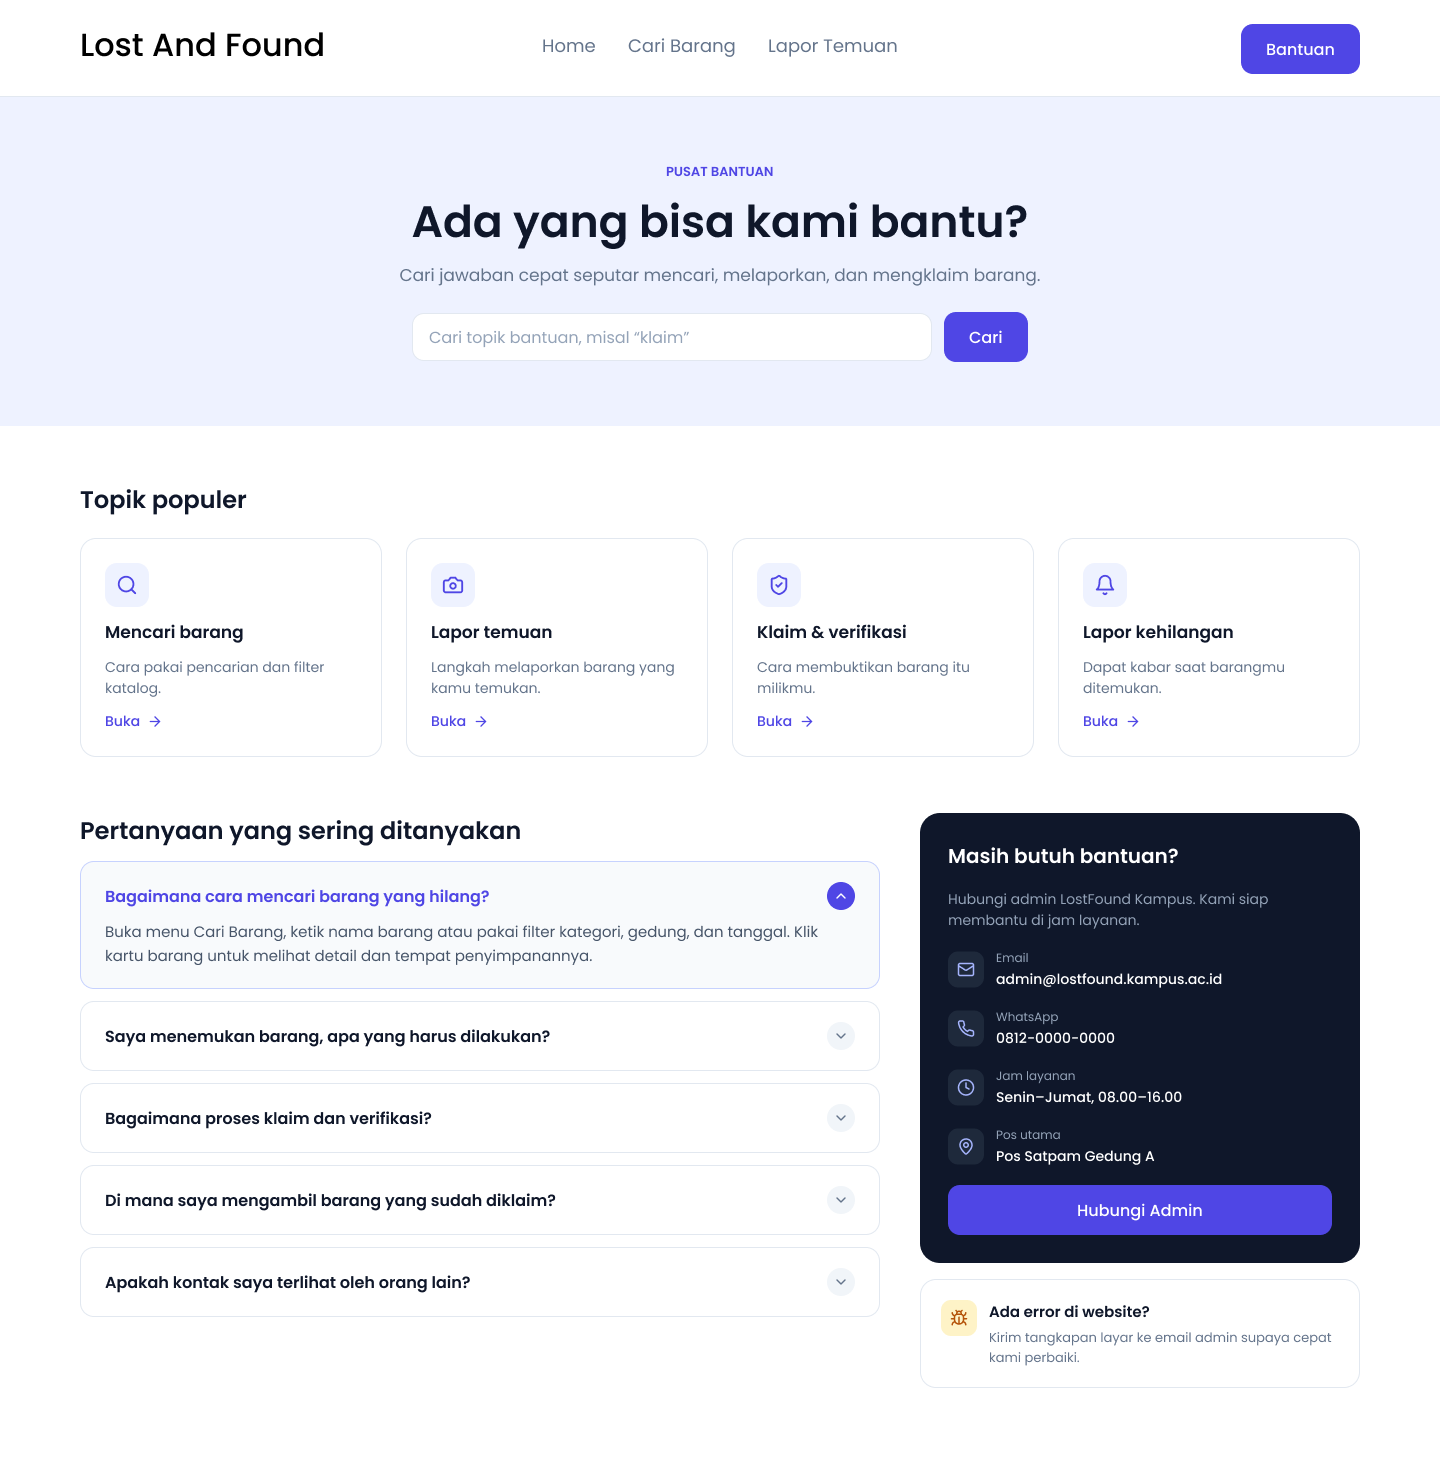 Lost And Found
Home
Cari Barang
Lapor Temuan
Bantuan
PUSAT BANTUAN
Ada yang bisa kami bantu?
Cari jawaban cepat seputar mencari, melaporkan, dan mengklaim barang.
Cari topik bantuan, misal “klaim”
Cari
Topik populer
Mencari barang
Cara pakai pencarian dan filter
katalog.
Buka
Lapor temuan
Langkah melaporkan barang yang
kamu temukan.
Buka
Klaim & verifikasi
Cara membuktikan barang itu
milikmu.
Buka
Lapor kehilangan
Dapat kabar saat barangmu
ditemukan.
Buka
Pertanyaan yang sering ditanyakan
Bagaimana cara mencari barang yang hilang?
Buka menu Cari Barang, ketik nama barang atau pakai filter kategori, gedung, dan tanggal. Klik
kartu barang untuk melihat detail dan tempat penyimpanannya.
Saya menemukan barang, apa yang harus dilakukan?
Bagaimana proses klaim dan verifikasi?
Di mana saya mengambil barang yang sudah diklaim?
Apakah kontak saya terlihat oleh orang lain?
Masih butuh bantuan?
Hubungi admin LostFound Kampus. Kami siap
membantu di jam layanan.
Email
admin@lostfound.kampus.ac.id
WhatsApp
0812-0000-0000
Jam layanan
Senin–Jumat, 08.00–16.00
Pos utama
Pos Satpam Gedung A
Hubungi Admin
Ada error di website?
Kirim tangkapan layar ke email admin supaya cepat
kami perbaiki.